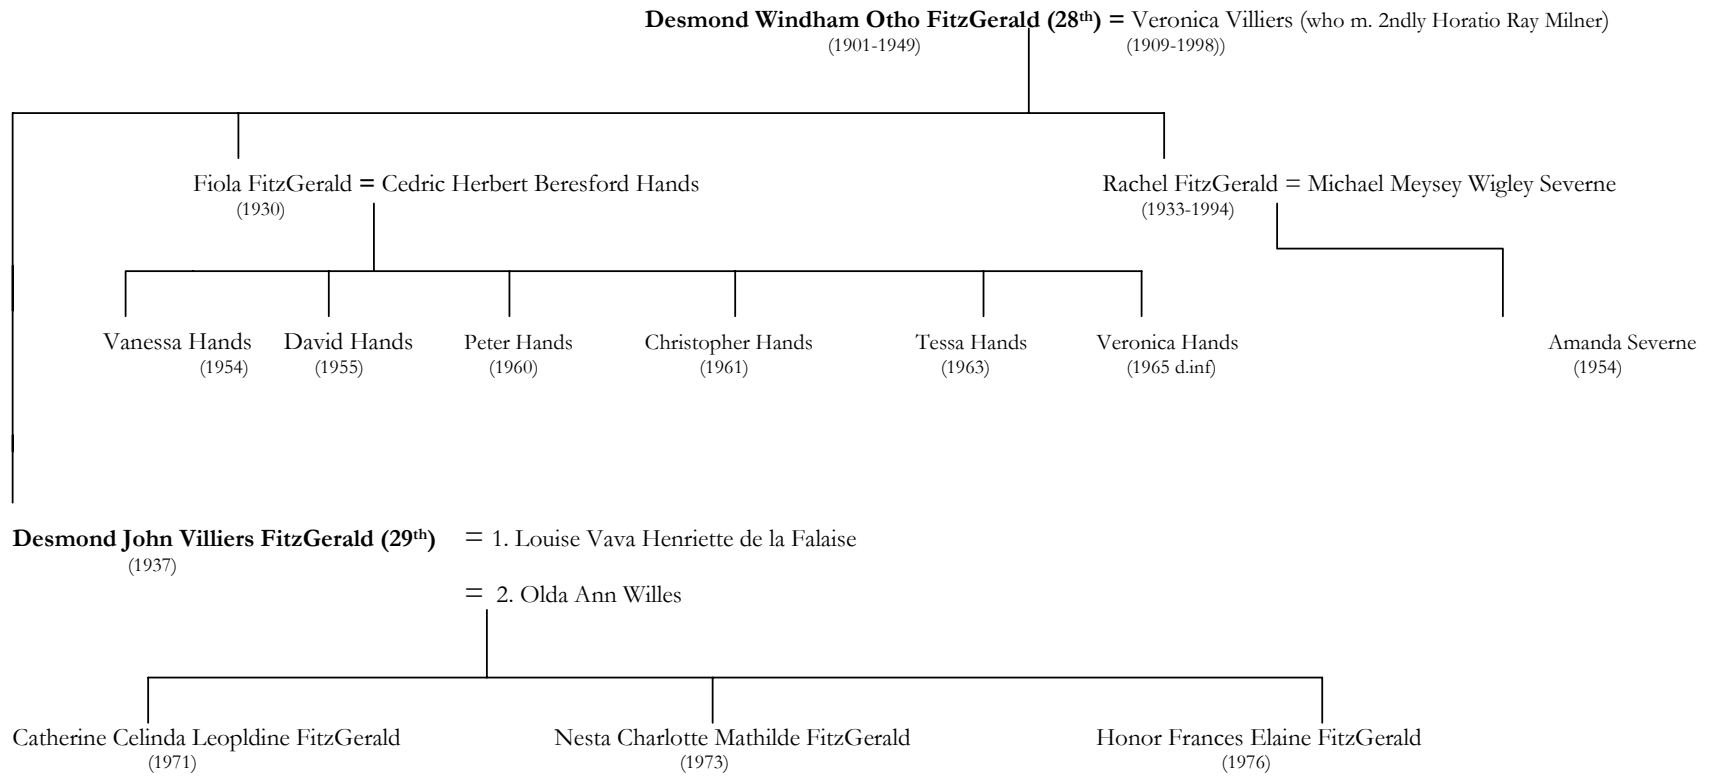 Desmond Windham Otho FitzGerald (28th) = Veronica Villiers (who m. 2ndly Horatio Ray Milner)
(1901-1949) (1909-1998))
Fiola FitzGerald = Cedric Herbert Beresford Hands
(1930)
Rachel FitzGerald = Michael Meysey Wigley Severne
(1933-1994)
Vanessa Hands David Hands Peter Hands Christopher Hands Tessa Hands Veronica Hands Amanda Severne
(1954) (1955) (1960) (1961) (1963) (1965 d.inf) (1954)
Desmond John Villiers FitzGerald (29th) = 1. Louise Vava Henriette de la Falaise
(1937)
= 2. Olda Ann Willes
Catherine Celinda Leopldine FitzGerald Nesta Charlotte Mathilde FitzGerald Honor Frances Elaine FitzGerald
(1971) (1973) (1976)